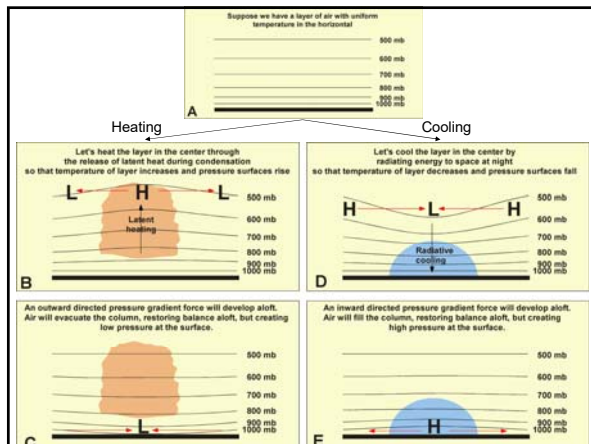 Suppose we have a layer of air with uniform
temperature in the horizontal
500 mb
600 mb
700 mb
800 mb
900 mb
1000 mb
A
Heating
Cooling
Let's heat the layer in the center through
the release of latent heat during condensation
so that temperature of layer increases and pressure surfaces rise
L H L
500 mb
600 mb
Latent
heating
700 mb
800 mb
900 mb
1000 mb
B
Let's cool the layer in the center by
radiating energy to space at night
so that temperature of layer decreases and pressure surfaces fall
H L H
500 mb
600 mb
700 mb
Radiative
cooling
800 mb
900 mb
1000 mb
D
An outward directed pressure gradient force will develop aloft.
Air will evacuate the column, restoring balance aloft, but creating
low pressure at the surface.
500 mb
600 mb
700 mb
800 mb
900 mb
1000 mb
L
C
An inward directed pressure gradient force will develop aloft.
Air will fill the column, restoring balance aloft, but creating
high pressure at the surface.
500 mb
600 mb
700 mb
800 mb
900 mb
1000 mb
H
E